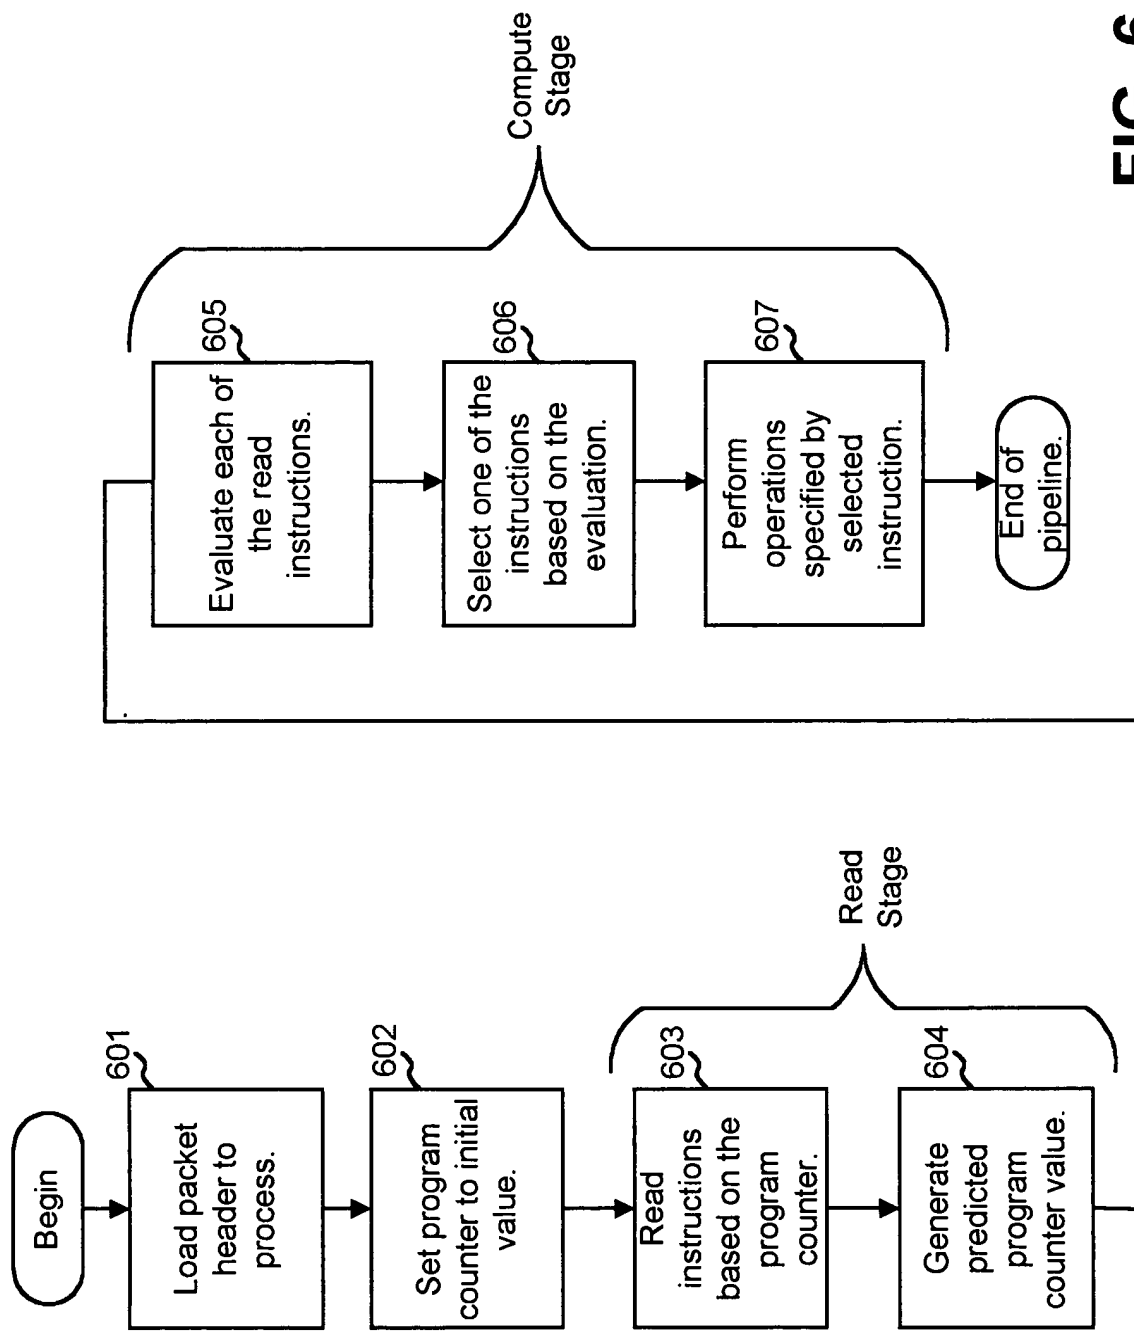 Begin
601
Load packet
header to
process.
602
Set program
counter to initial
value.
603
Read
instructions
based on the
program
counter.
604
Generate
predicted
program
counter value.
Read
Stage
605
Evaluate each of
the read
instructions.
606
Select one of the
instructions
based on the
evaluation.
607
Perform
operations
specified by
selected
instruction.
End of
pipeline.
Compute
Stage
FIG. 6